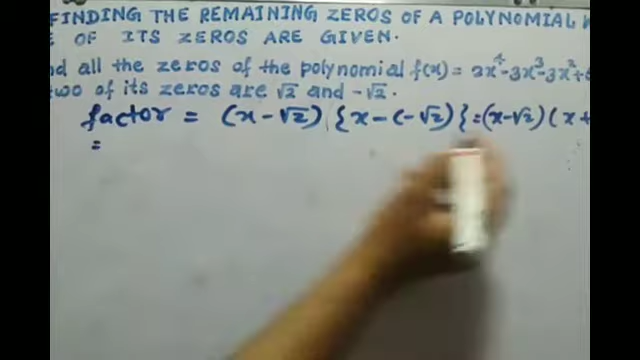 FINDING THE REMAINING ZEROS OF A POLYNOMIAL
OF ITS ZEROS ARE GIVEN.
all the zeros of the polynomial f(x) = 2x⁴-3x³-3x²+
two of its zeros are √2 and -√2.
factor = (x-√2) {x-(-√2)} = (x-√2)(x+
=